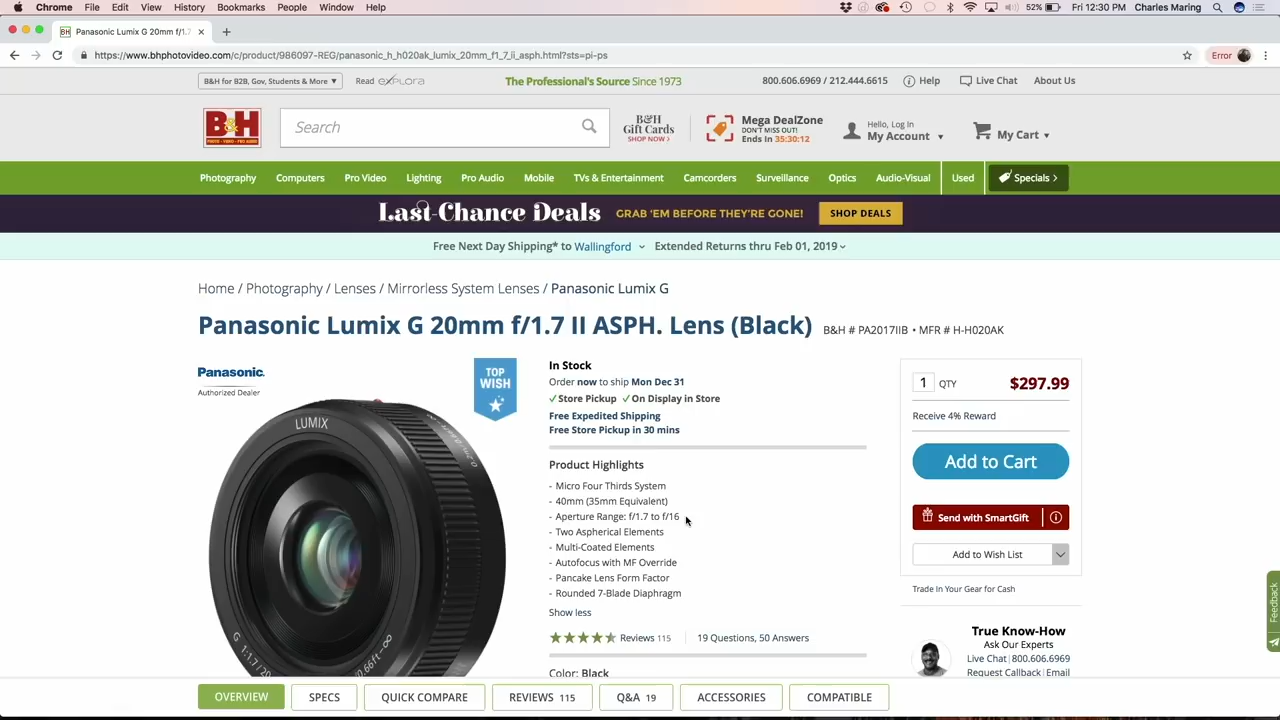 Chrome File Edit View History Bookmarks People Window Help 52% Fri 12:30 PM Charles Maring
Panasonic Lumix G 20mm f/1.7
https://www.bhphotovideo.com/c/product/986097-REG/panasonic_h_h020ak_lumix_20mm_f1_7_ii_asph.html?sts=pi-ps Error
B&H for B2B, Gov, Students & More Read eXPLORA The Professional's Source Since 1973 800.606.6969 / 212.444.6615 Help Live Chat About Us
B&H
PHOTO · VIDEO · PRO AUDIO
Search
B&H
Gift Cards
SHOP NOW
Mega DealZone
DON'T MISS OUT!
Ends in 35:30:12
Hello, Log In
My Account
My Cart
Photography Computers Pro Video Lighting Pro Audio Mobile TVs & Entertainment Camcorders Surveillance Optics Audio-Visual Used Specials
Last-Chance Deals GRAB 'EM BEFORE THEY'RE GONE! SHOP DEALS
Free Next Day Shipping* to Wallingford Extended Returns thru Feb 01, 2019
Home / Photography / Lenses / Mirrorless System Lenses / Panasonic Lumix G
Panasonic Lumix G 20mm f/1.7 II ASPH. Lens (Black) B&H # PA2017IIB • MFR # H-H020AK
Panasonic
Authorized Dealer
TOP
WISH
LUMIX
In Stock
Order now to ship Mon Dec 31
✓Store Pickup ✓On Display in Store
Free Expedited Shipping
Free Store Pickup in 30 mins
Product Highlights
- Micro Four Thirds System
- 40mm (35mm Equivalent)
- Aperture Range: f/1.7 to f/16
- Two Aspherical Elements
- Multi-Coated Elements
- Autofocus with MF Override
- Pancake Lens Form Factor
- Rounded 7-Blade Diaphragm
Show less
Reviews 115 19 Questions, 50 Answers
Color: Black
1 QTY $297.99
Receive 4% Reward
Add to Cart
Send with SmartGift
Add to Wish List
Trade In Your Gear for Cash
True Know-How
Ask Our Experts
Live Chat 800.606.6969
Request Callback Email
Feedback
OVERVIEW SPECS QUICK COMPARE REVIEWS 115 Q&A 19 ACCESSORIES COMPATIBLE